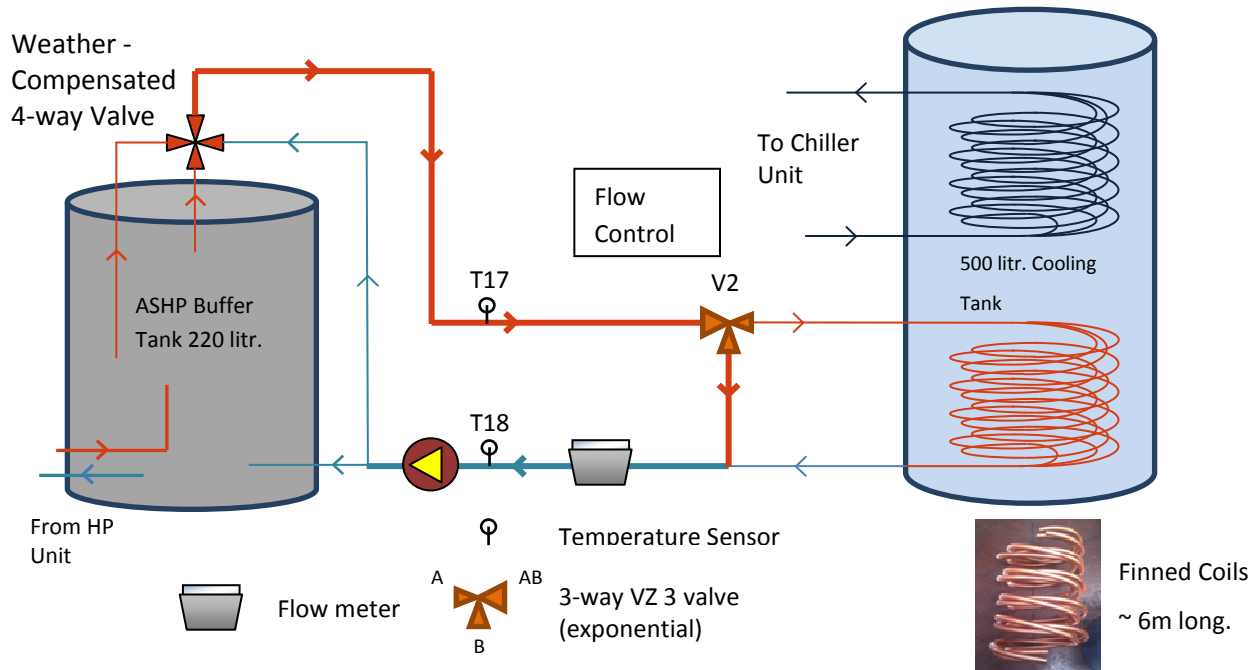 Weather -
Compensated
4-way Valve
To Chiller
Unit
Flow
Control
500 litr. Cooling
Tank
T17
V2
ASHP Buffer
Tank 220 litr.
T18
From HP
Unit
Temperature Sensor
Flow meter
A
AB
B
3-way VZ 3 valve
(exponential)
Finned Coils
~ 6m long.